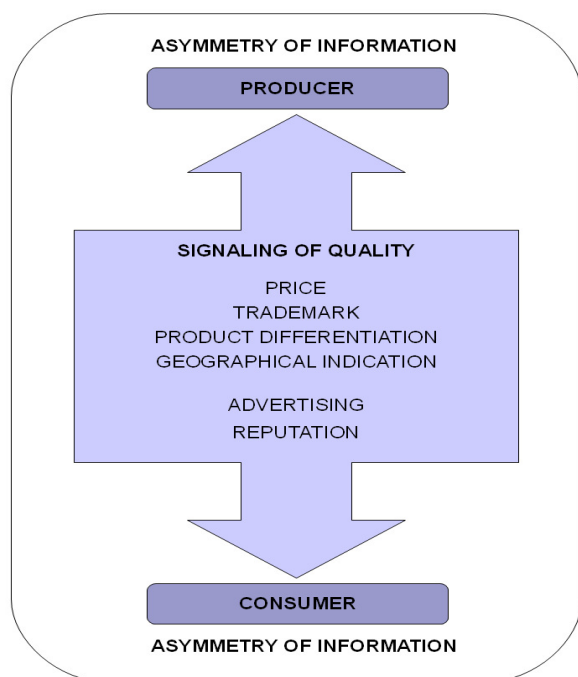 ASYMMETRY OF INFORMATION
PRODUCER
SIGNALING OF QUALITY
PRICE
TRADEMARK
PRODUCT DIFFERENTIATION
GEOGRAPHICAL INDICATION
ADVERTISING
REPUTATION
CONSUMER
ASYMMETRY OF INFORMATION